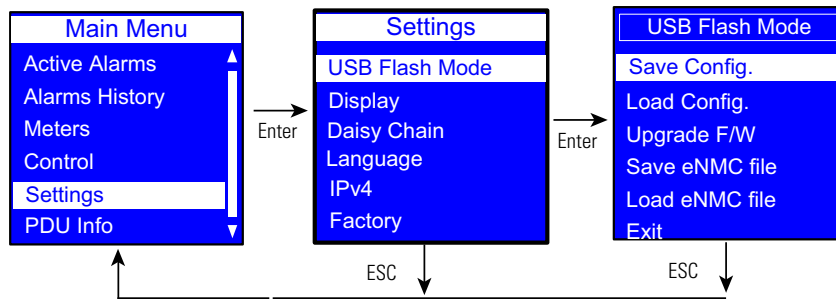 Main Menu
Active Alarms
Alarms History
Meters
Control
Settings
PDU Info
Enter
Settings
USB Flash Mode
Display
Daisy Chain
Language
IPv4
Factory
Enter
USB Flash Mode
Save Config.
Load Config.
Upgrade F/W
Save eNMC file
Load eNMC file
Exit
ESC
ESC